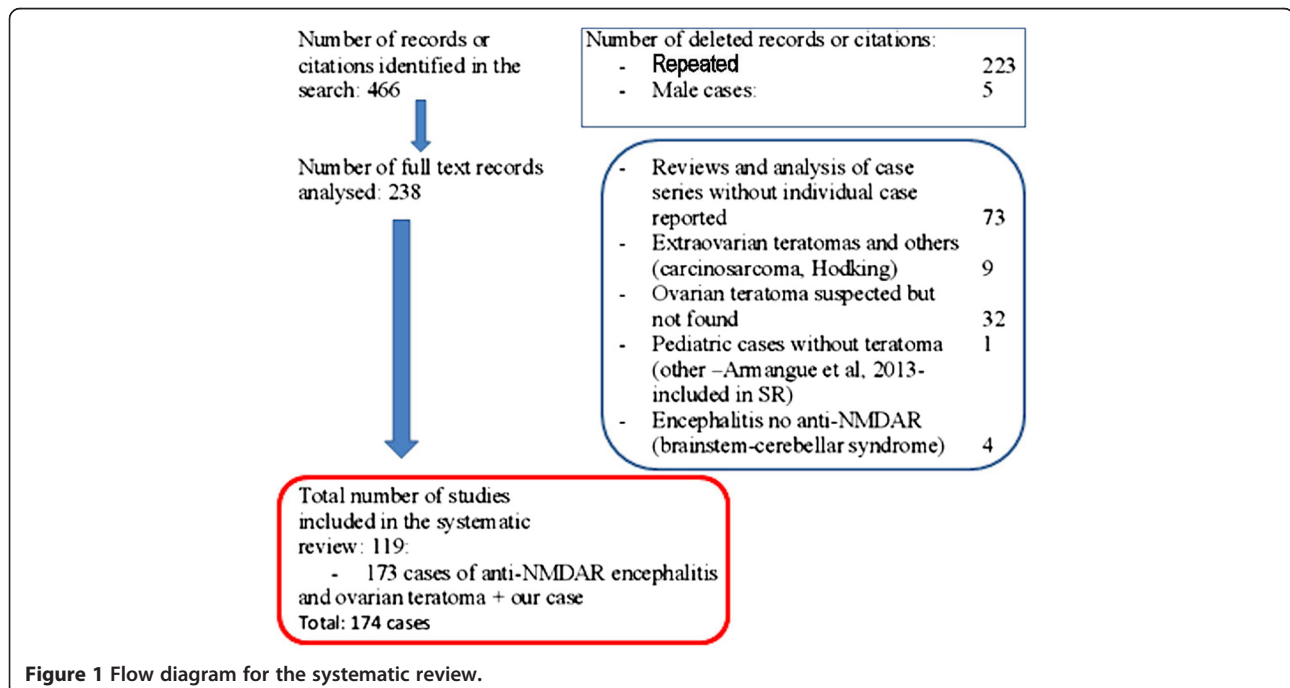 Number of records or
citations identified in the
search: 466
Number of deleted records or citations:
- Repeated 223
- Male cases: 5
Number of full text records
analysed: 238
- Reviews and analysis of case
series without individual case
reported 73
- Extraovarian teratomas and others
(carcinosarcoma, Hodking) 9
- Ovarian teratoma suspected but
not found 32
- Pediatric cases without teratoma 1
(other –Armangue et al, 2013-
included in SR)
- Encephalitis no anti-NMDAR
(brainstem-cerebellar syndrome) 4
Total number of studies
included in the systematic
review: 119:
- 173 cases of anti-NMDAR encephalitis
and ovarian teratoma + our case
Total: 174 cases
Figure 1 Flow diagram for the systematic review.